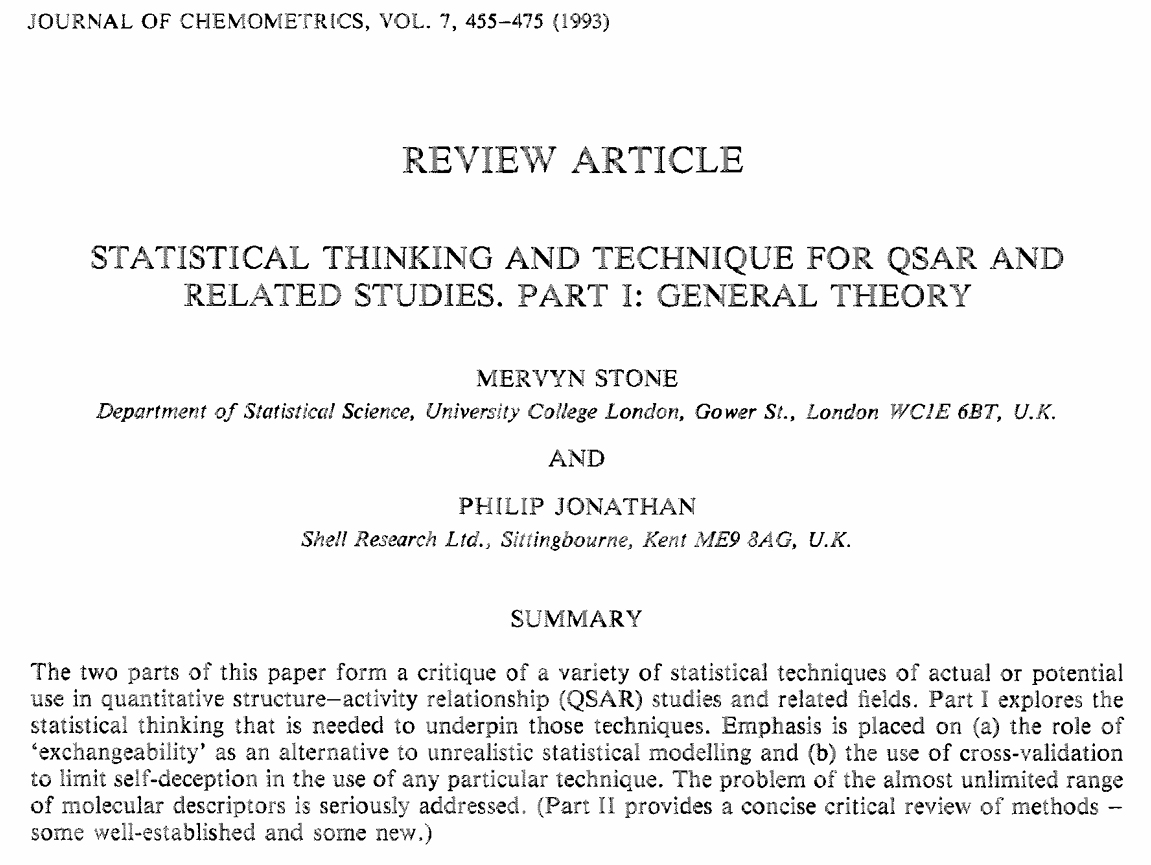 JOURNAL OF CHEMOMETRICS, VOL. 7, 455–475 (1993)
REVIEW ARTICLE
STATISTICAL THINKING AND TECHNIQUE FOR QSAR AND
RELATED STUDIES. PART I: GENERAL THEORY
MERVYN STONE
Department of Statistical Science, University College London, Gower St., London WC1E 6BT, U.K.
AND
PHILIP JONATHAN
Shell Research Ltd., Sittingbourne, Kent ME9 8AG, U.K.
SUMMARY
The two parts of this paper form a critique of a variety of statistical techniques of actual or potential
use in quantitative structure–activity relationship (QSAR) studies and related fields. Part I explores the
statistical thinking that is needed to underpin those techniques. Emphasis is placed on (a) the role of
‘exchangeability’ as an alternative to unrealistic statistical modelling and (b) the use of cross-validation
to limit self-deception in the use of any particular technique. The problem of the almost unlimited range
of molecular descriptors is seriously addressed. (Part II provides a concise critical review of methods –
some well-established and some new.)